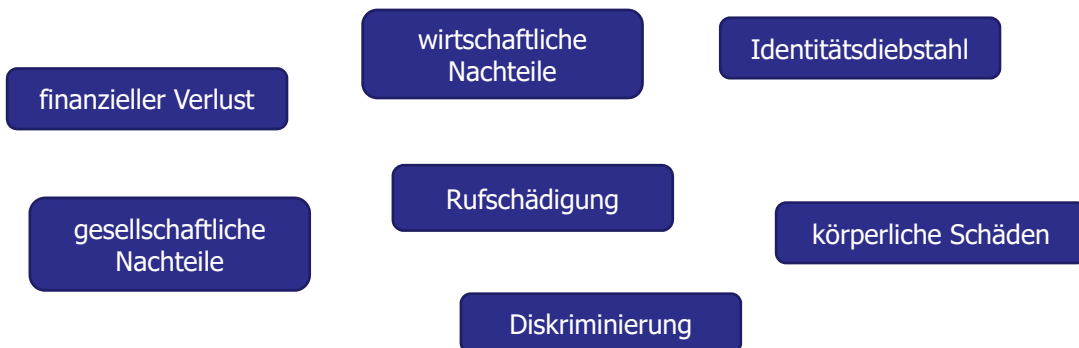 wirtschaftliche
Nachteile
Identitätsdiebstahl
finanzieller Verlust
Rufschädigung
gesellschaftliche
Nachteile
körperliche Schäden
Diskriminierung